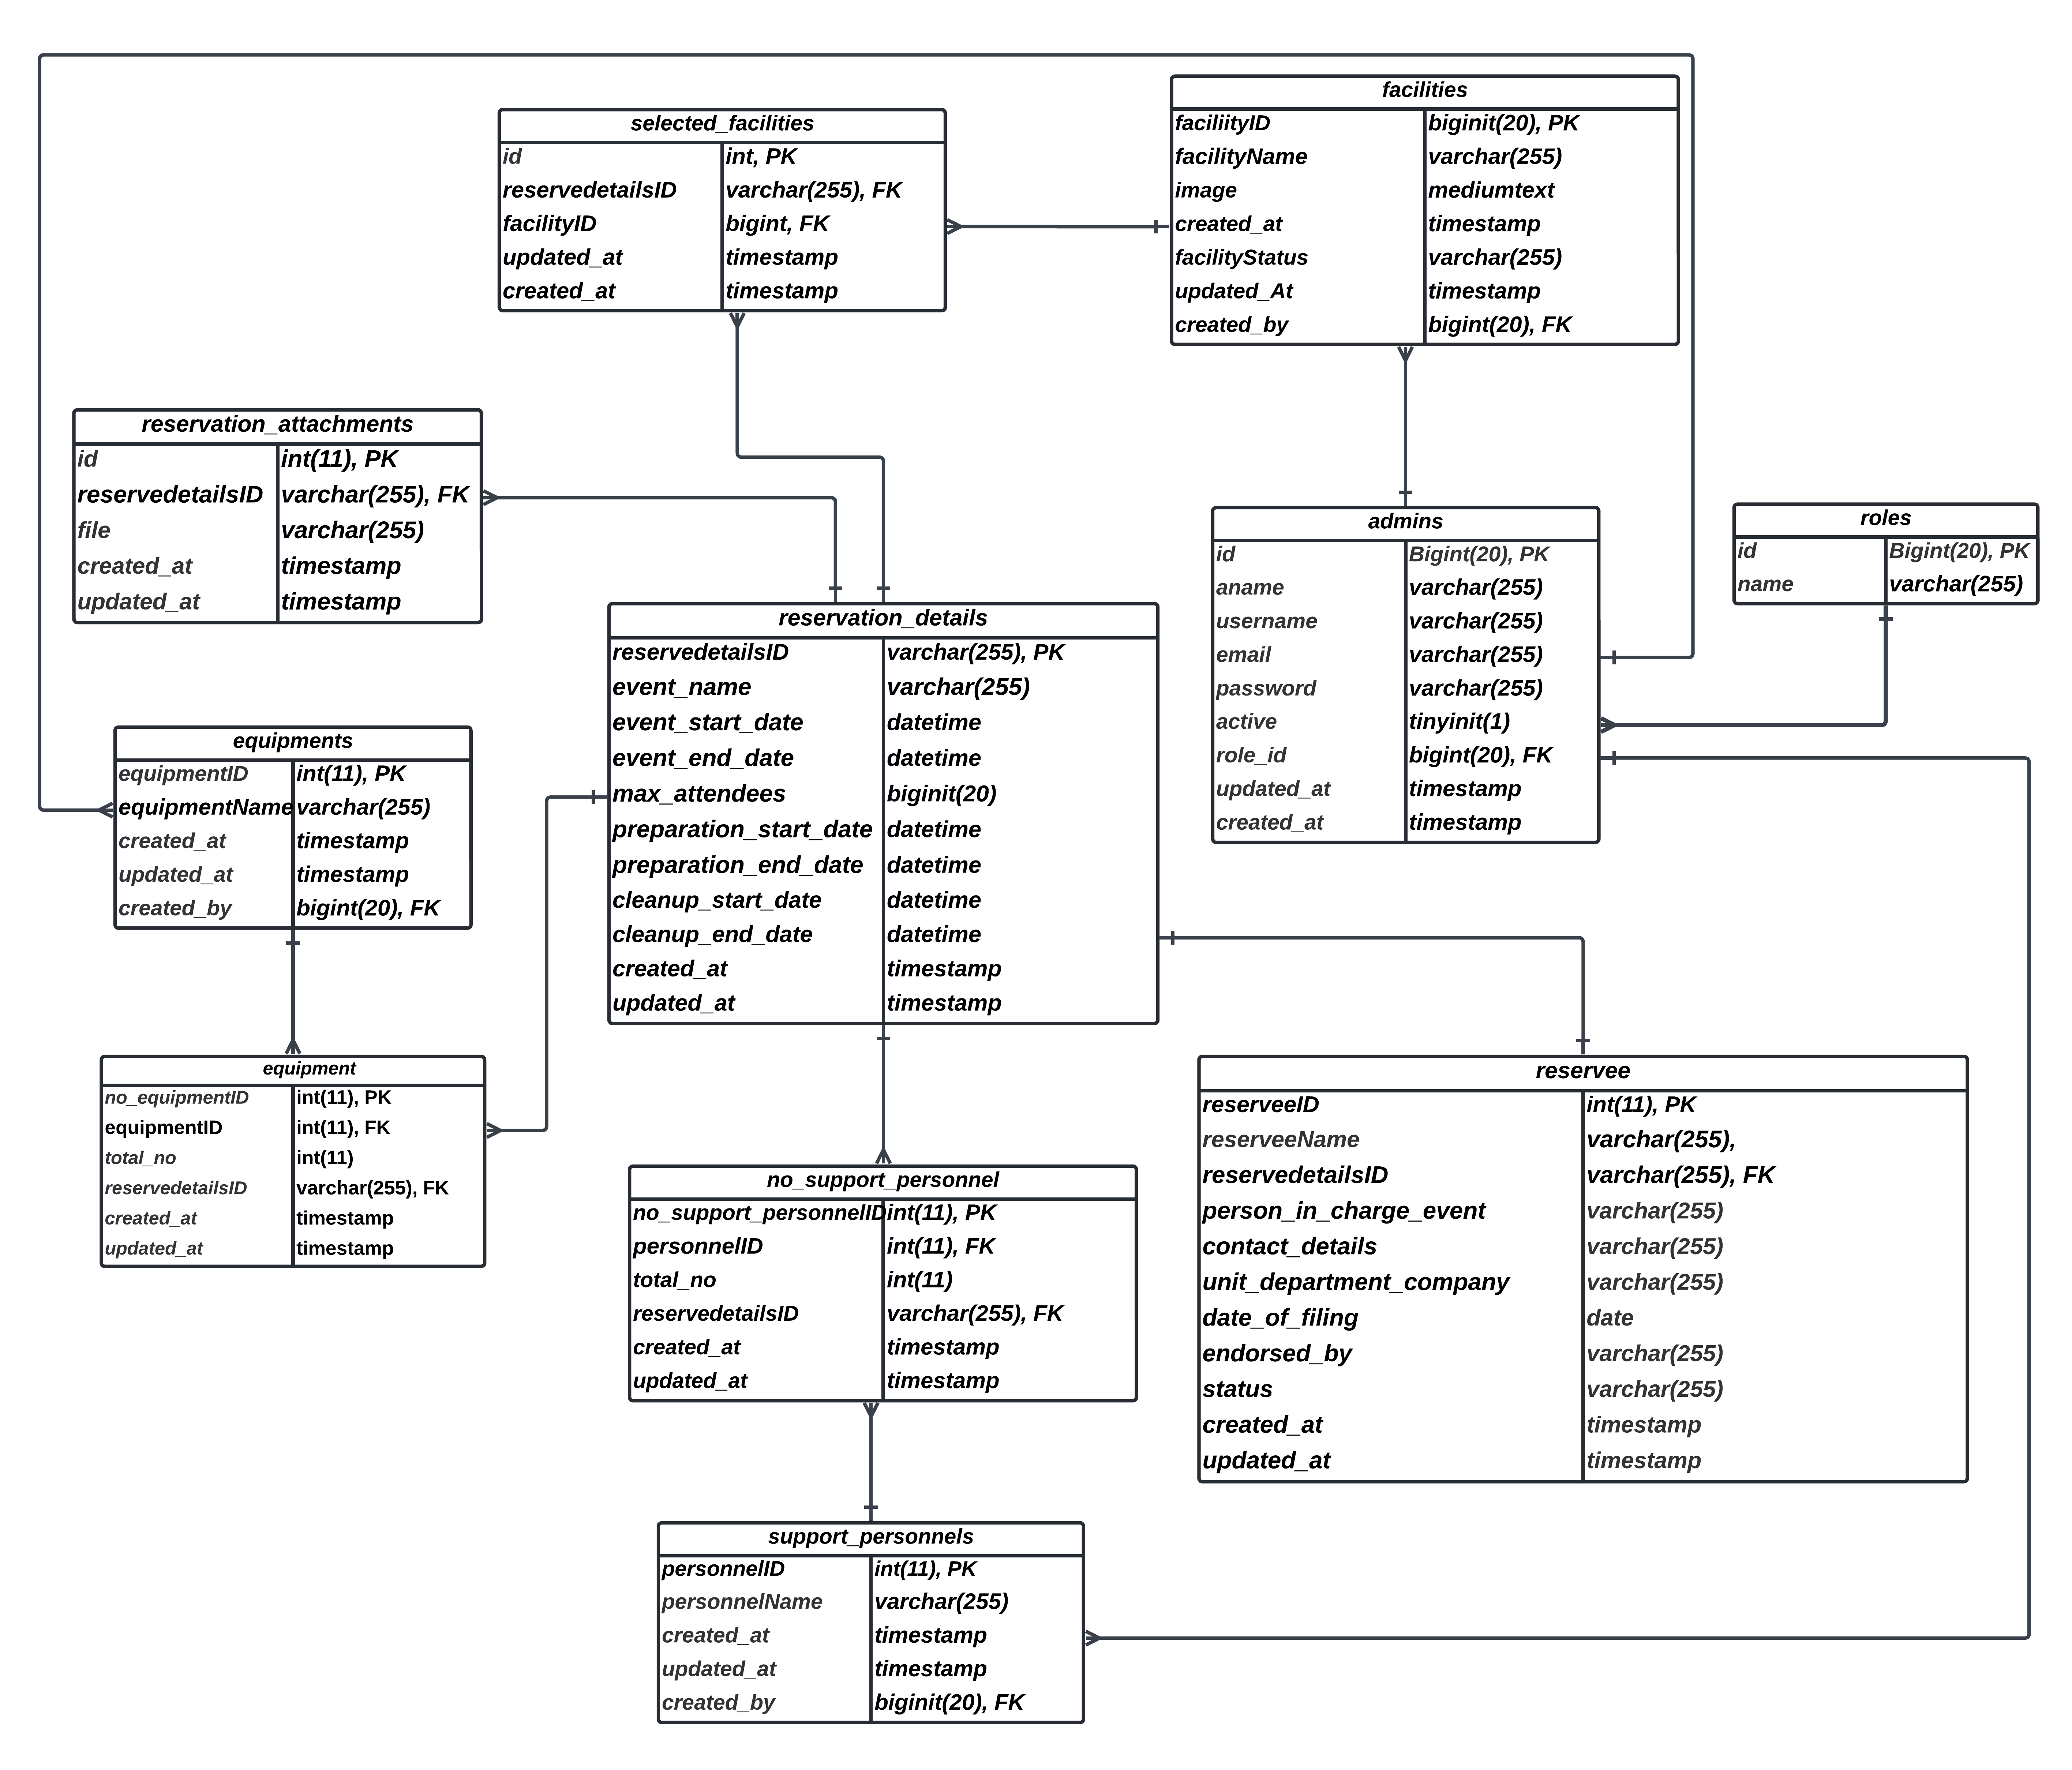 facilities
faciliityID biginit(20), PK
facilityName varchar(255)
image mediumtext
created_at timestamp
facilityStatus varchar(255)
updated_At timestamp
created_by bigint(20), FK
selected_facilities
id int, PK
reservedetailsID varchar(255), FK
facilityID bigint, FK
updated_at timestamp
created_at timestamp
reservation_attachments
id int(11), PK
reservedetailsID varchar(255), FK
file varchar(255)
created_at timestamp
updated_at timestamp
admins
id Bigint(20), PK
aname varchar(255)
username varchar(255)
email varchar(255)
password varchar(255)
active tinyinit(1)
role_id bigint(20), FK
updated_at timestamp
created_at timestamp
roles
id Bigint(20), PK
name varchar(255)
reservation_details
reservedetailsID varchar(255), PK
event_name varchar(255)
event_start_date datetime
event_end_date datetime
max_attendees biginit(20)
preparation_start_date datetime
preparation_end_date datetime
cleanup_start_date datetime
cleanup_end_date datetime
created_at timestamp
updated_at timestamp
equipments
equipmentID int(11), PK
equipmentName varchar(255)
created_at timestamp
updated_at timestamp
created_by bigint(20), FK
equipment
no_equipmentID int(11), PK
equipmentID int(11), FK
total_no int(11)
reservedetailsID varchar(255), FK
created_at timestamp
updated_at timestamp
reservee
reserveeID int(11), PK
reserveeName varchar(255),
reservedetailsID varchar(255), FK
person_in_charge_event varchar(255)
contact_details varchar(255)
unit_department_company varchar(255)
date_of_filing date
endorsed_by varchar(255)
status varchar(255)
created_at timestamp
updated_at timestamp
no_support_personnel
no_support_personnelID int(11), PK
personnelID int(11), FK
total_no int(11)
reservedetailsID varchar(255), FK
created_at timestamp
updated_at timestamp
support_personnels
personnelID int(11), PK
personnelName varchar(255)
created_at timestamp
updated_at timestamp
created_by biginit(20), FK